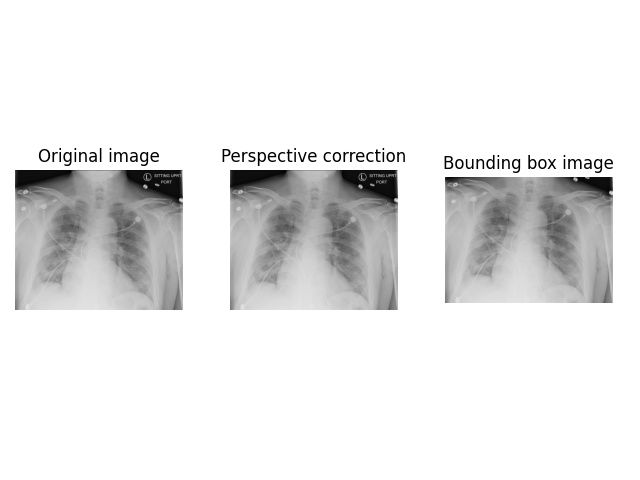 Original image
Perspective correction
Bounding box image
L SITTING UPRT
PORT
L SITTING UPRT
PORT